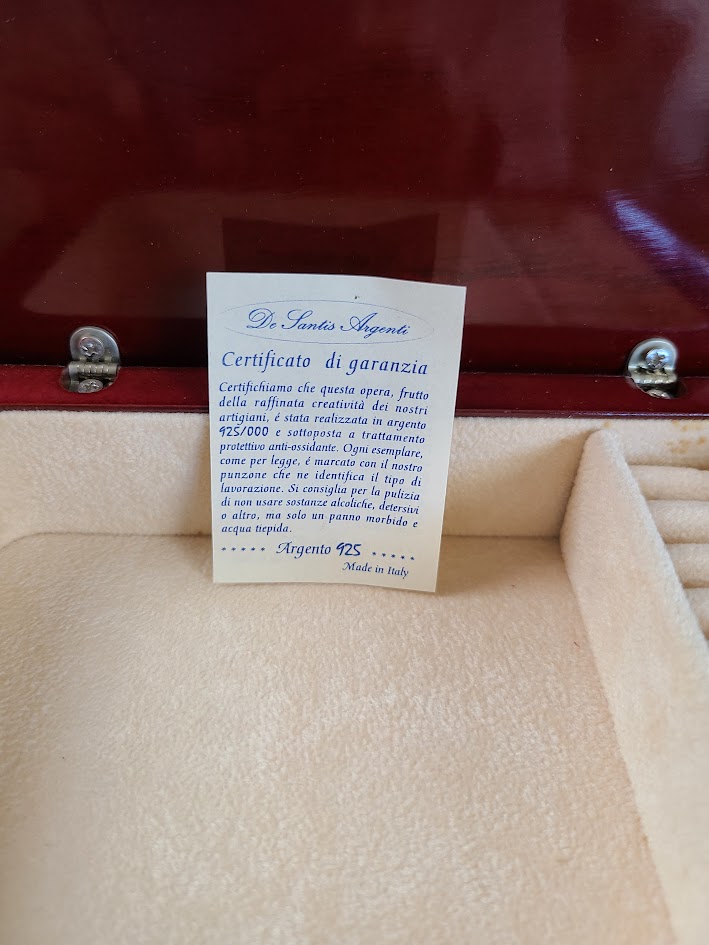 De Santis Argenti
Certificato di garanzia
Certifichiamo che questa opera, frutto
della raffinata creatività dei nostri
artigiani, é stata realizzata in argento
925/000 e sottoposta a trattamento
protettivo anti-ossidante. Ogni esemplare,
come per legge, é marcato con il nostro
punzone che ne identifica il tipo di
lavorazione. Si consiglia per la pulizia
di non usare sostanze alcoliche, detersivi
o altro, ma solo un panno morbido e
acqua tiepida.
***** Argento 925 *****
Made in Italy